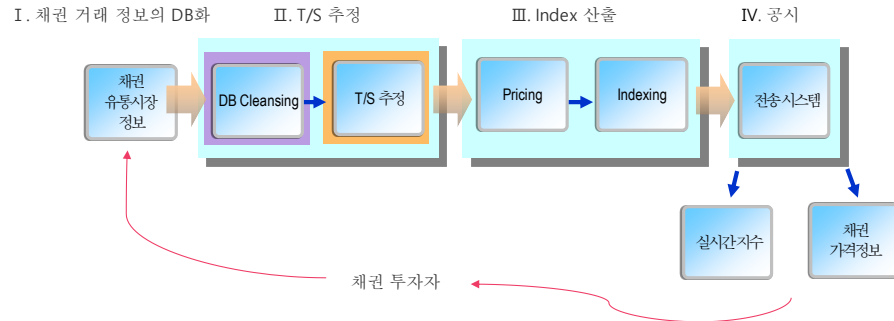 Ⅰ. 채권 거래 정보의 DB화
Ⅱ. T/S 추정
Ⅲ. Index 산출
Ⅳ. 공시
채권
유통시장
정보
DB Cleansing
T/S 추정
Pricing
Indexing
전송시스템
실시간지수
채권
가격정보
채권 투자자